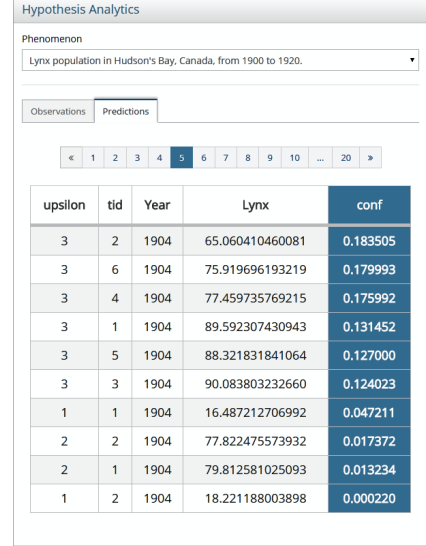 Hypothesis Analytics
Phenomenon
Lynx population in Hudson's Bay, Canada, from 1900 to 1920.
Observations Predictions
« 1 2 3 4 5 6 7 8 9 10 ... 20 »
upsilon tid Year Lynx conf
3 2 1904 65.060410460081 0.183505
3 6 1904 75.919696193219 0.179993
3 4 1904 77.459735769215 0.175992
3 1 1904 89.592307430943 0.131452
3 5 1904 88.321831841064 0.127000
3 3 1904 90.083803232660 0.124023
1 1 1904 16.487212706992 0.047211
2 2 1904 77.822475573932 0.017372
2 1 1904 79.812581025093 0.013234
1 2 1904 18.221188003898 0.000220